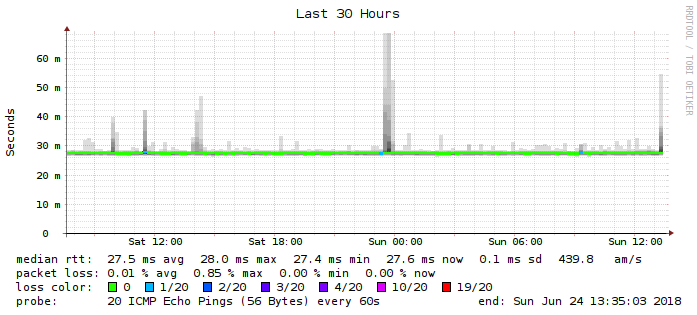 Last 30 Hours
RRDTOOL / TOBI OETIKER
Seconds
60 m
50 m
40 m
30 m
20 m
10 m
0
Sat 12:00 Sat 18:00 Sun 00:00 Sun 06:00 Sun 12:00
median rtt: 27.5 ms avg 28.0 ms max 27.4 ms min 27.6 ms now 0.1 ms sd 439.8 am/s
packet loss: 0.01 % avg 0.85 % max 0.00 % min 0.00 % now
loss color: 0 1/20 2/20 3/20 4/20 10/20 19/20
probe: 20 ICMP Echo Pings (56 Bytes) every 60s end: Sun Jun 24 13:35:03 2018